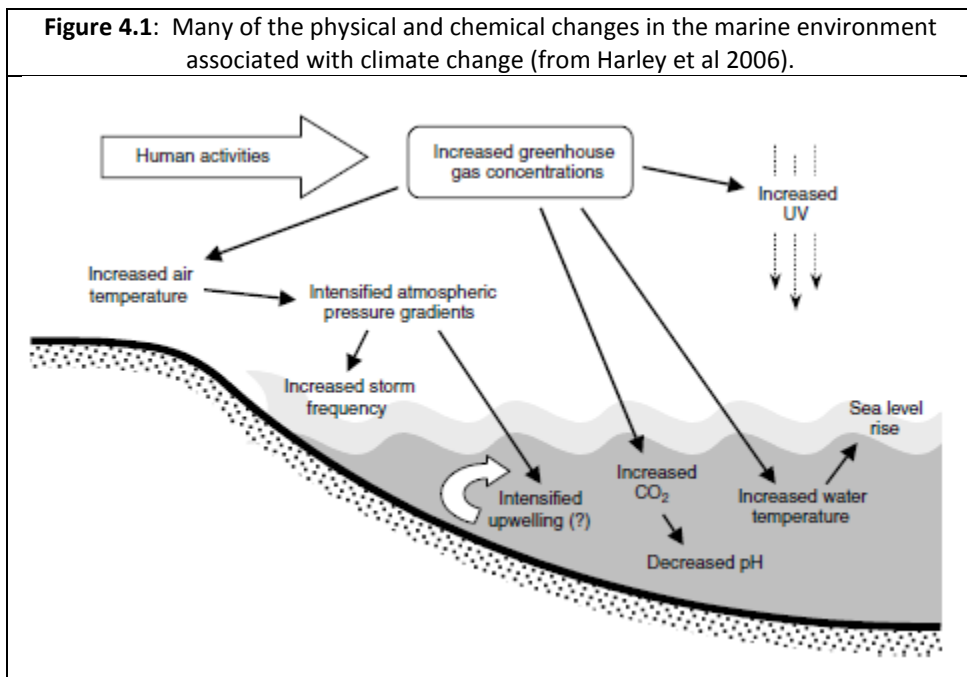 Figure 4.1: Many of the physical and chemical changes in the marine environment
associated with climate change (from Harley et al 2006).
Human activities
Increased greenhouse
gas concentrations
Increased
UV
Increased air
temperature
Intensified atmospheric
pressure gradients
Increased storm
frequency
Sea level
rise
Intensified
upwelling (?)
Increased
CO₂
Increased water
temperature
Decreased pH